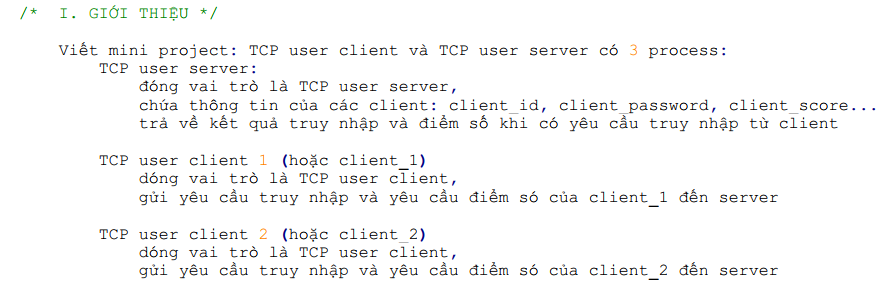 /*  I. GIỚI THIỆU */
Viết mini project: TCP user client và TCP user server có 3 process:
TCP user server:
đóng vai trò là TCP user server,
chứa thông tin của các client: client_id, client_password, client_score...
trả về kết quả truy nhập và điểm số khi có yêu cầu truy nhập từ client
TCP user client 1 (hoặc client_1)
dóng vai trò là TCP user client,
gửi yêu cầu truy nhập và yêu cầu điểm só của client_1 đến server
TCP user client 2 (hoặc client_2)
dóng vai trò là TCP user client,
gửi yêu cầu truy nhập và yêu cầu điểm só của client_2 đến server